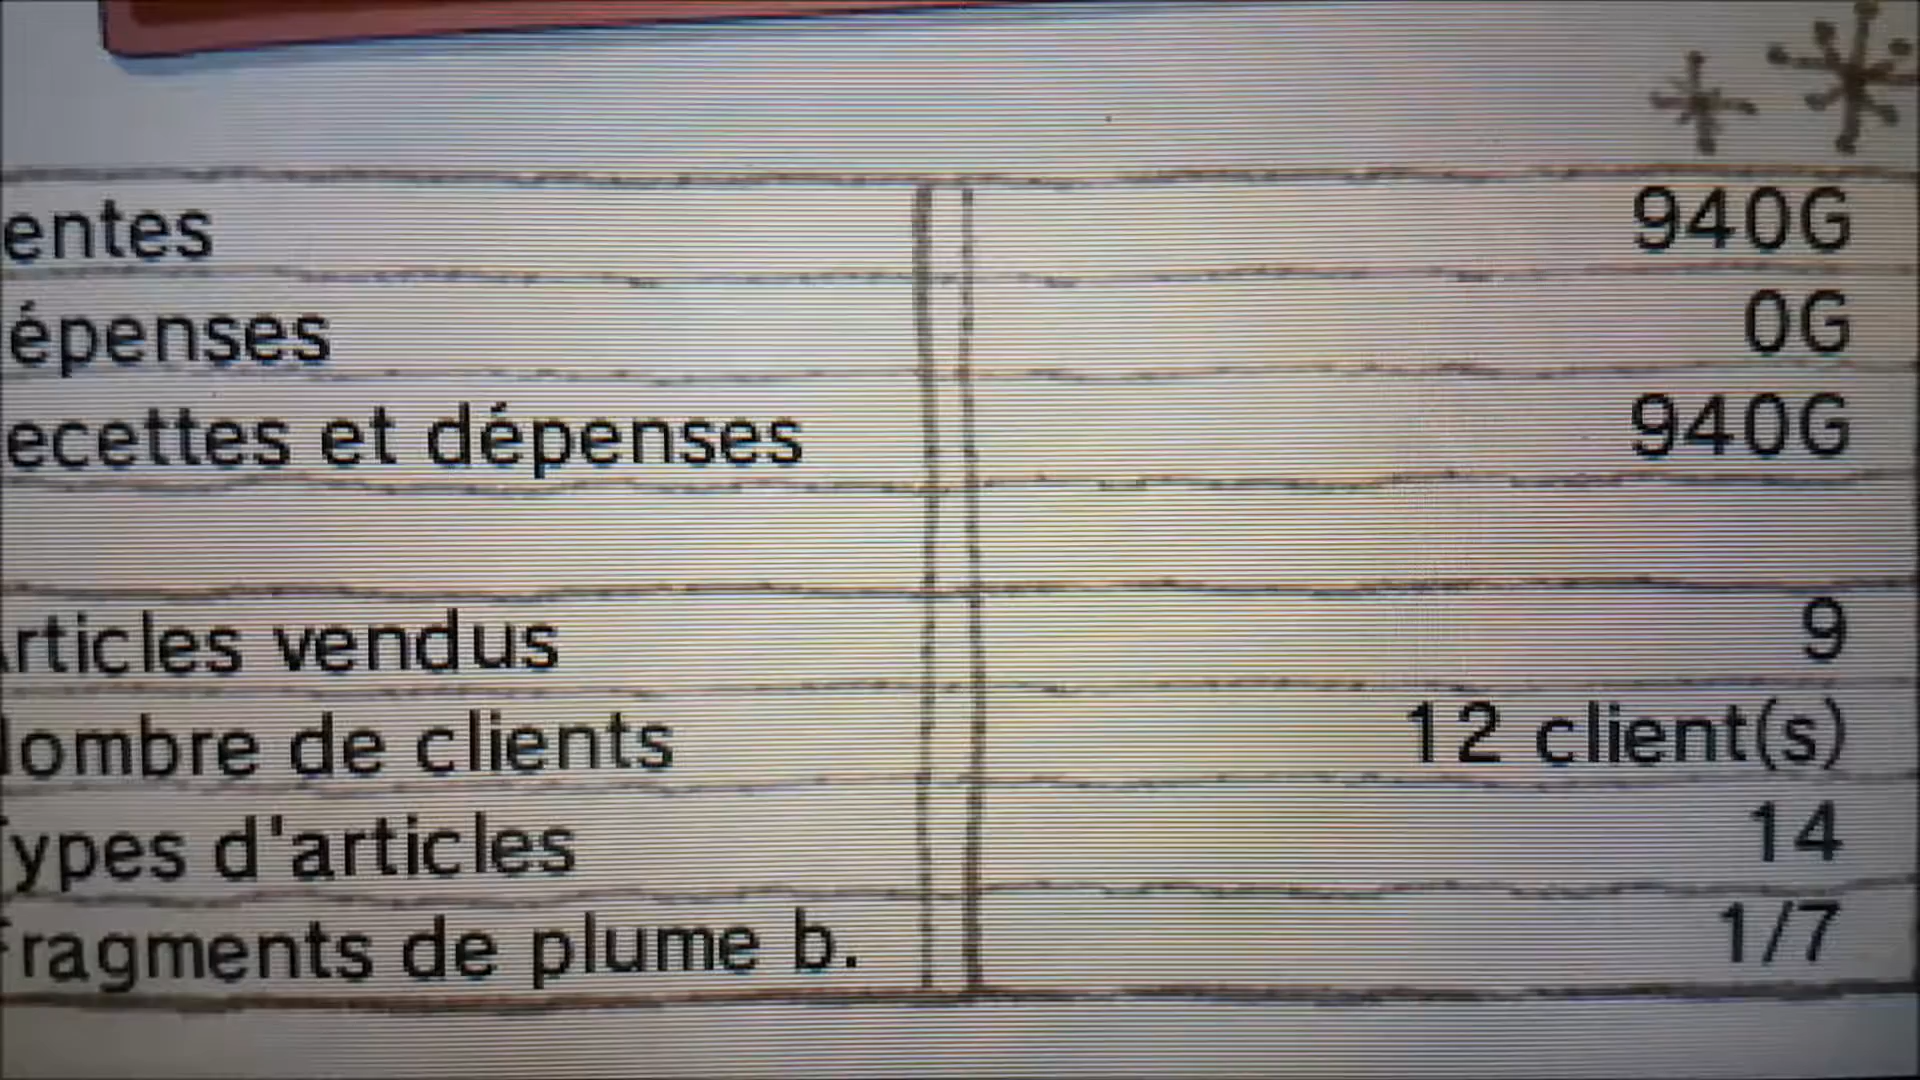 entes 940G
épenses 0G
ecettes et dépenses 940G
rticles vendus 9
ombre de clients 12 client(s)
ypes d'articles 14
ragments de plume b. 1/7